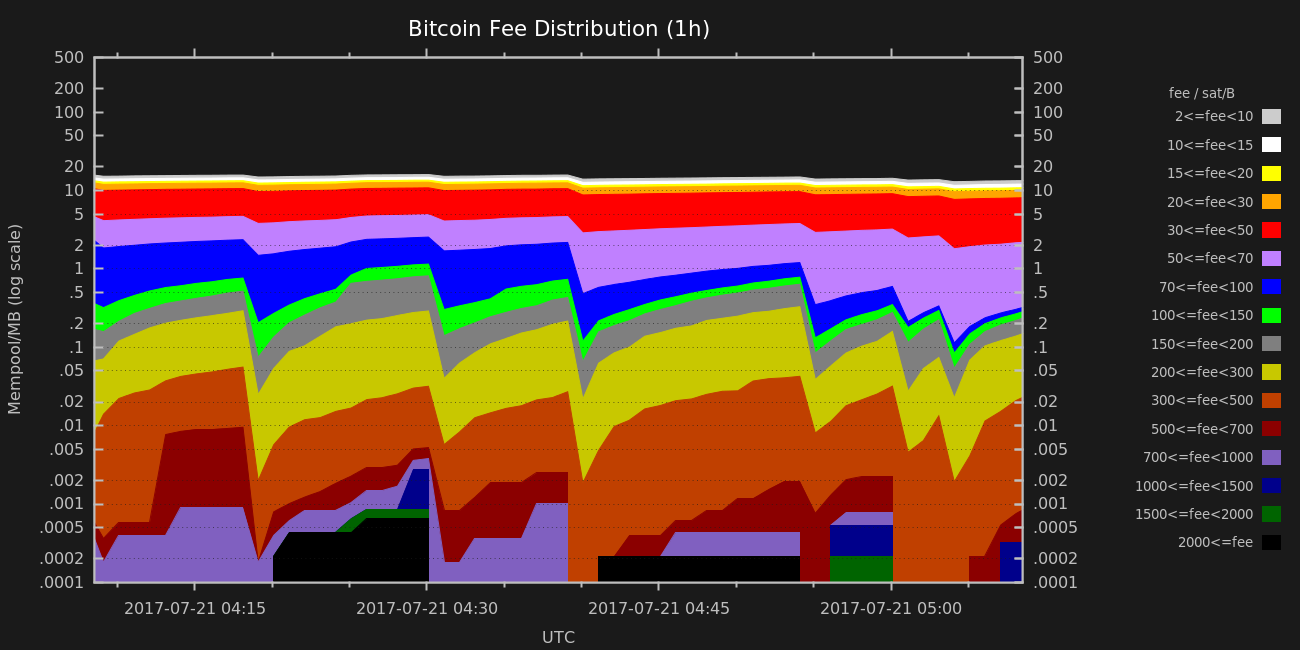 Bitcoin Fee Distribution (1h)
Mempool/MB (log scale)
500
200
100
50
20
10
5
2
1
.5
.2
.1
.05
.02
.01
.005
.002
.001
.0005
.0002
.0001
500
200
100
50
20
10
5
2
1
.5
.2
.1
.05
.02
.01
.005
.002
.001
.0005
.0002
.0001
2017-07-21 04:15
2017-07-21 04:30
2017-07-21 04:45
2017-07-21 05:00
UTC
fee / sat/B
2<=fee<10
10<=fee<15
15<=fee<20
20<=fee<30
30<=fee<50
50<=fee<70
70<=fee<100
100<=fee<150
150<=fee<200
200<=fee<300
300<=fee<500
500<=fee<700
700<=fee<1000
1000<=fee<1500
1500<=fee<2000
2000<=fee